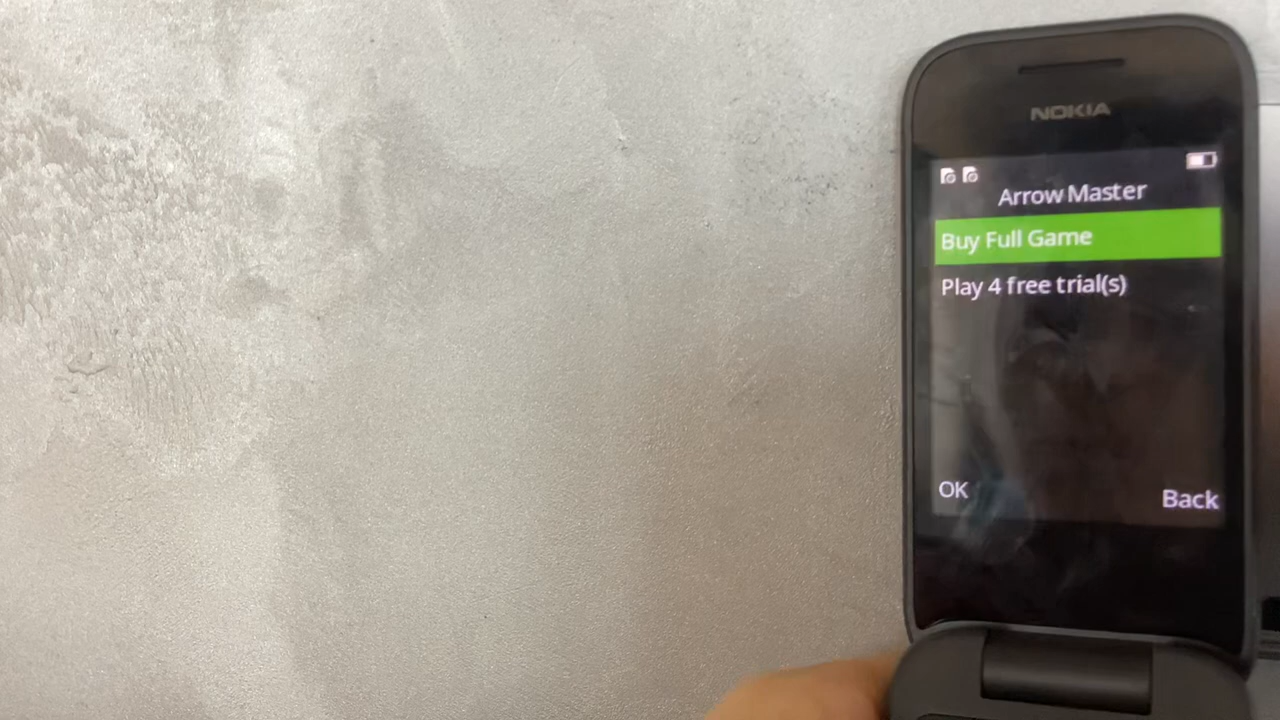 NOKIA
Arrow Master
Buy Full Game
Play 4 free trial(s)
OK
Back